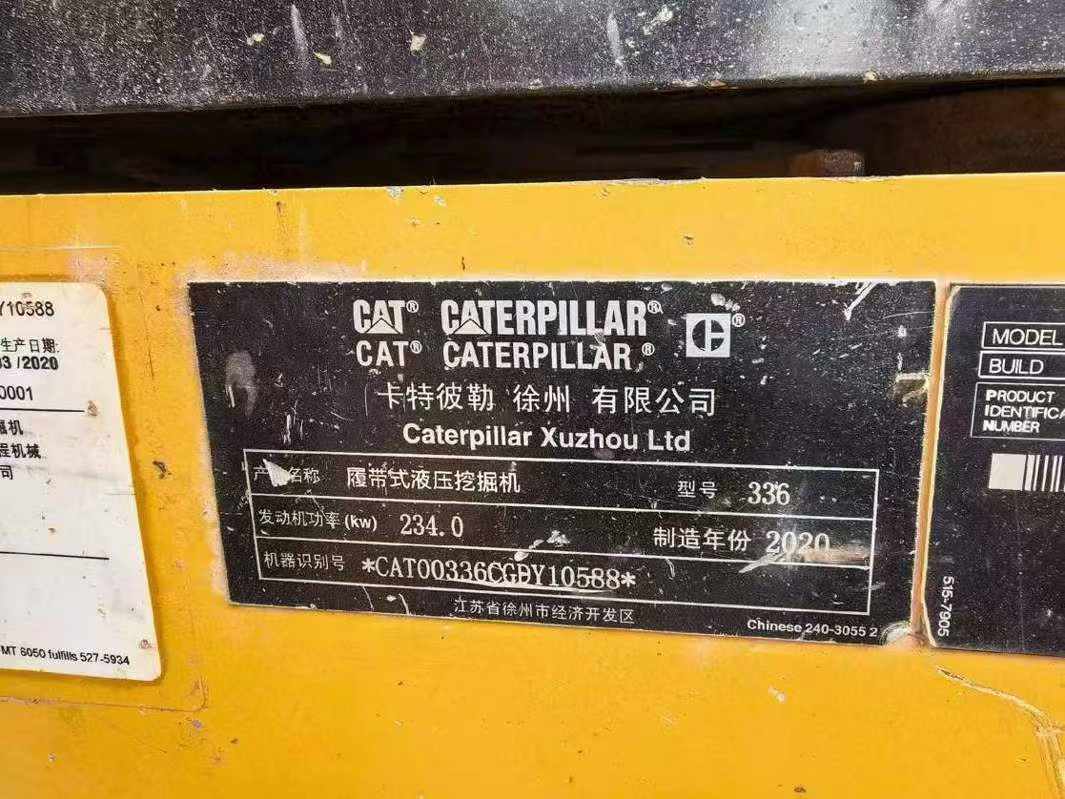 Y10588
生产日期:
03/2020
0001
掘机
程机械
司
MT 6050 fulfills 527-5934
CAT® CATERPILLAR®
CAT® CATERPILLAR®
卡特彼勒 徐州 有限公司
Caterpillar Xuzhou Ltd
产品名称 履带式液压挖掘机 型号 336
发动机功率(kw) 234.0 制造年份 2020
机器识别号 *CAT00336CGDY10588*
江苏省徐州市经济开发区
Chinese 240-3055 2
515-7905
MODEL
BUILD
PRODUCT
IDENTIFICA
NUMBER